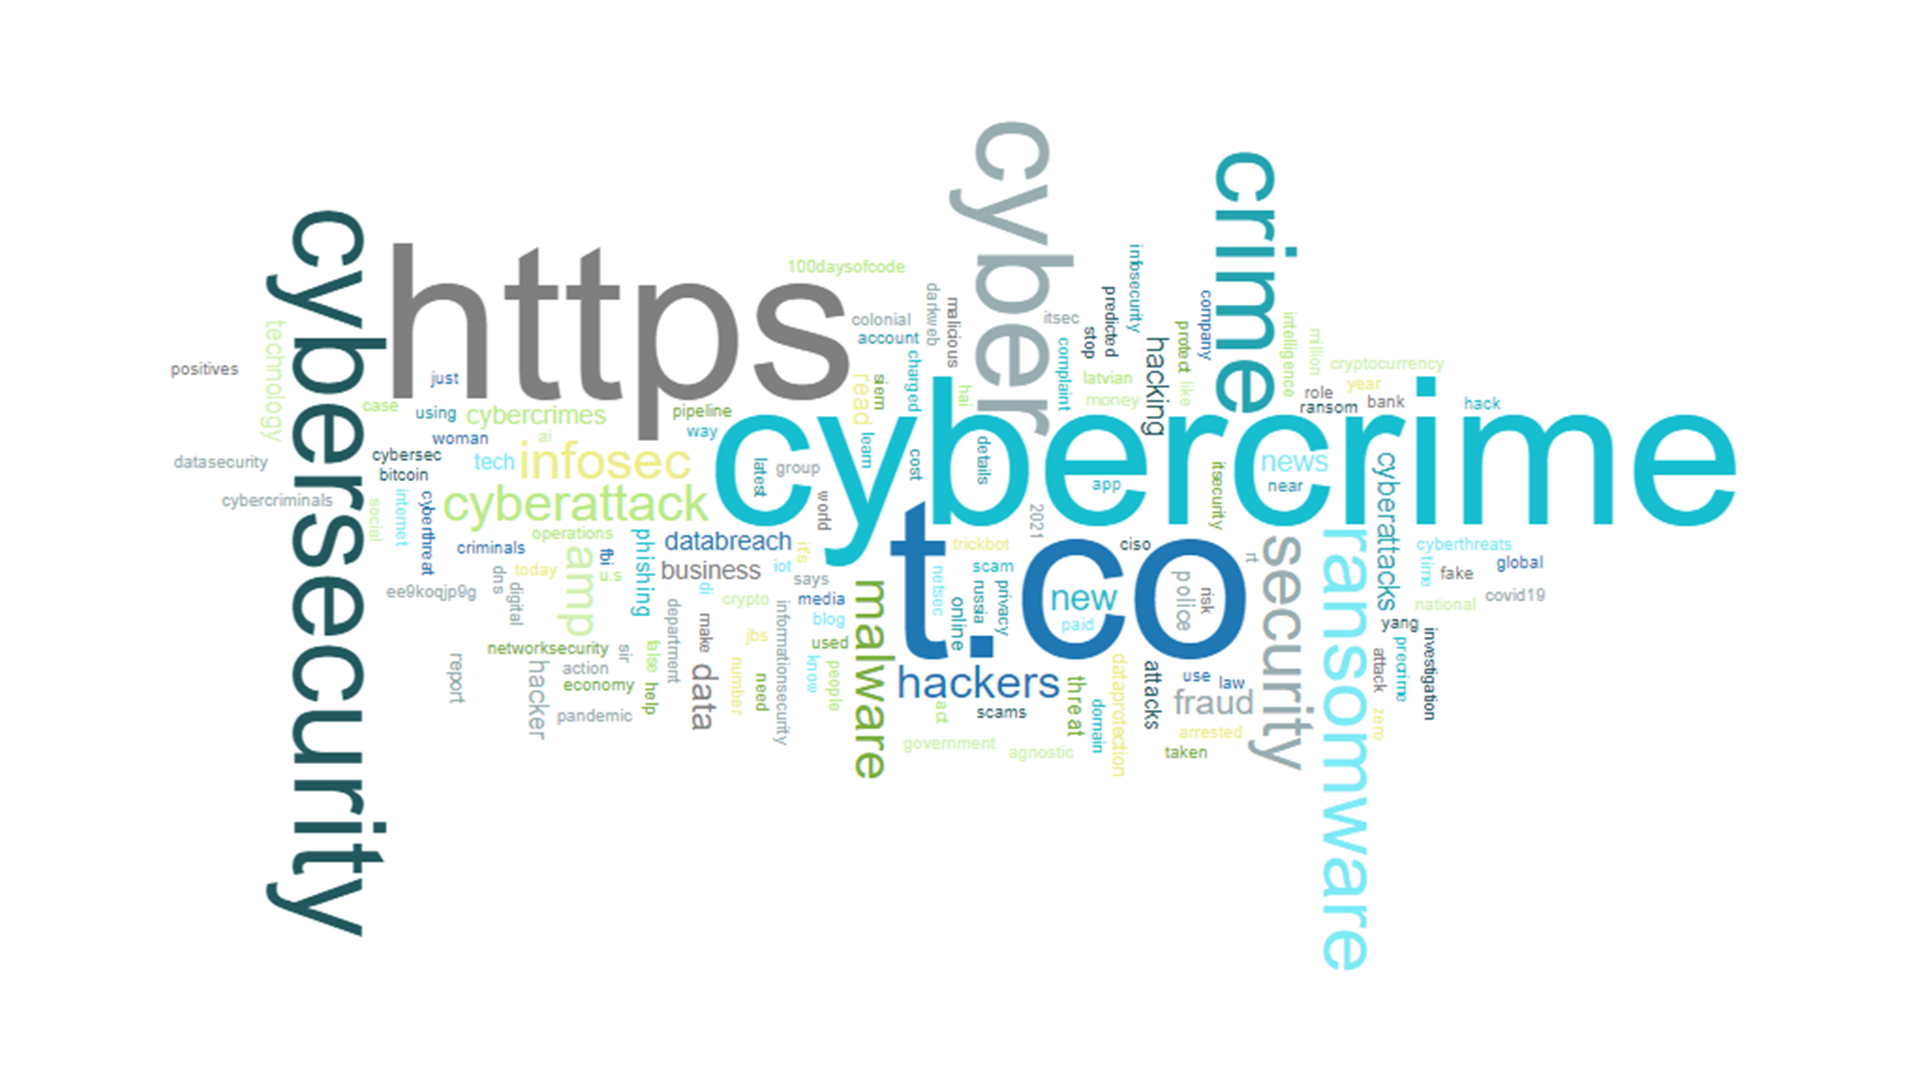 cyber
crime
cybersecurity
https
100daysofcode
infosecurity
darkweb
malicious
predicted
company
colonial
itsec
account
stop
protect
intelligence
million
technology
positives
complaint
hacking
cryptocurrency
just
charged
latvian
year
read
siem
hai
like
role
case
using
cybercrimes
pipeline
money
ransom
bank
hack
woman
ai
way
learn
cybercrime
cybersec
tech
infosec
latest
group
cost
details
news
cyberattacks
datasecurity
bitcoin
app
near
itsecurity
cybercriminals
social
internet
cyberthreat
cyberattack
world
2021
t.co
operations
criminals
amp
fbi
phishing
databreach
it's
trickbot
ciso
rt
security
ransomware
cyberthreats
today
u.s
business
iot
scam
time
fake
global
dns
digital
says
netsec
russia
privacy
new
police
risk
ee9koqjp9g
di
crypto
media
online
paid
national
covid19
department
make
informationsecurity
blog
malware
yang
networksecurity
sir
false
jbs
used
investigation
report
hacker
action
data
number
know
people
attack
precrime
economy
help
need
hackers
threat
dataprotection
attacks
use
law
pandemic
act
scams
domain
fraud
zero
government
agnostic
arrested
taken